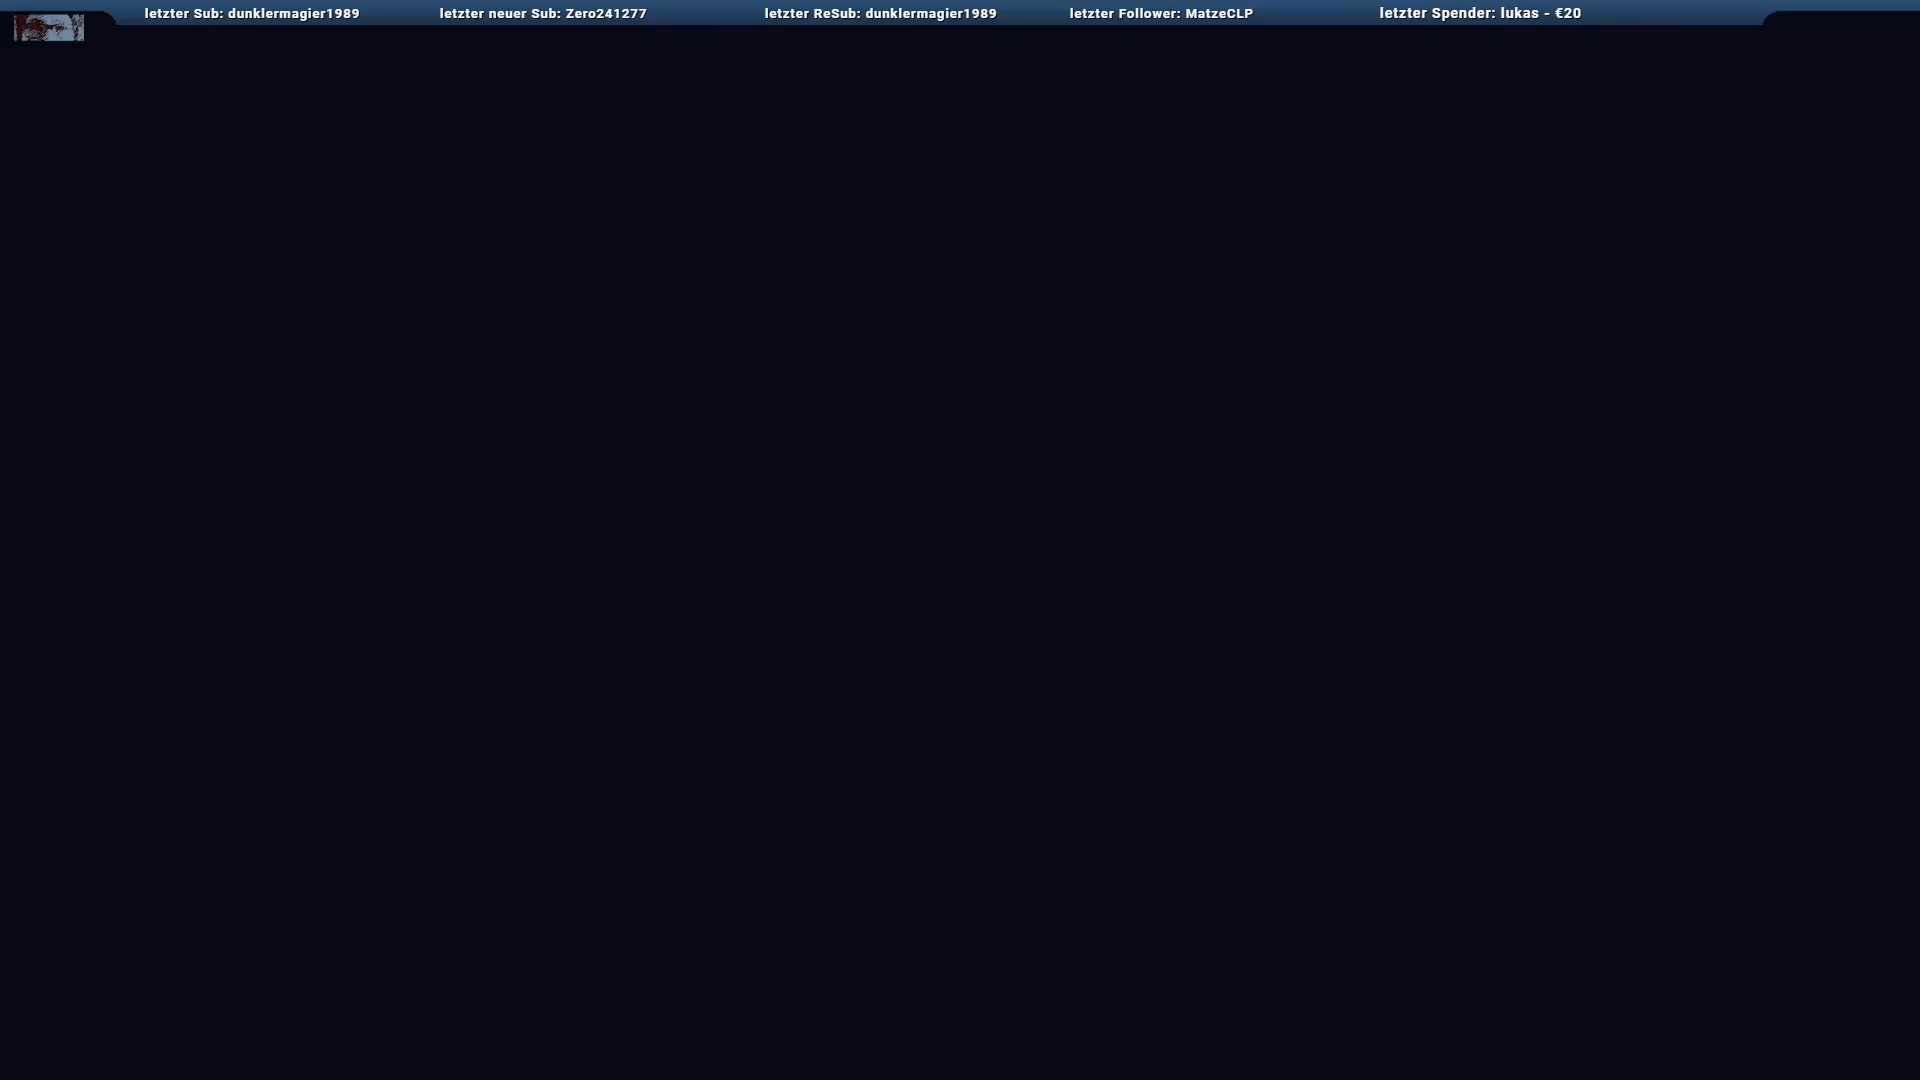 letzter Sub: dunklermagier1989 letzter neuer Sub: Zero241277 letzter ReSub: dunklermagier1989 letzter Follower: MatzeCLP letzter Spender: lukas - €20